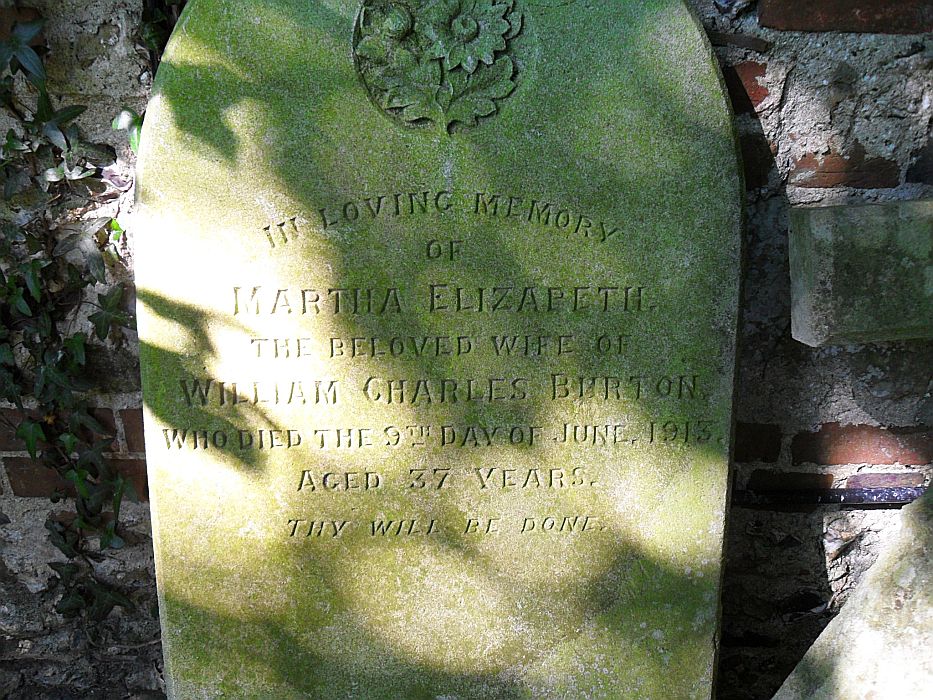 IN LOVING MEMORY
OF
MARTHA ELIZABETH,
THE BELOVED WIFE OF
WILLIAM CHARLES BURTON,
WHO DIED THE 9TH DAY OF JUNE, 1913.
AGED 37 YEARS.
THY WILL BE DONE.